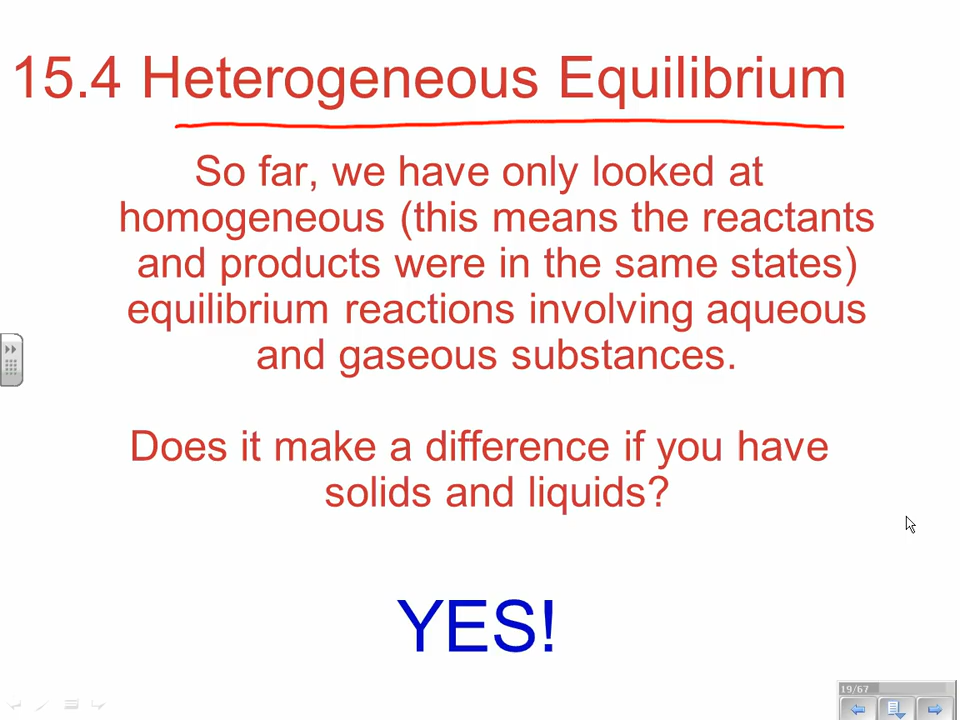 15.4 Heterogeneous Equilibrium
So far, we have only looked at
homogeneous (this means the reactants
and products were in the same states)
equilibrium reactions involving aqueous
and gaseous substances.
Does it make a difference if you have
solids and liquids?
YES!
19/67